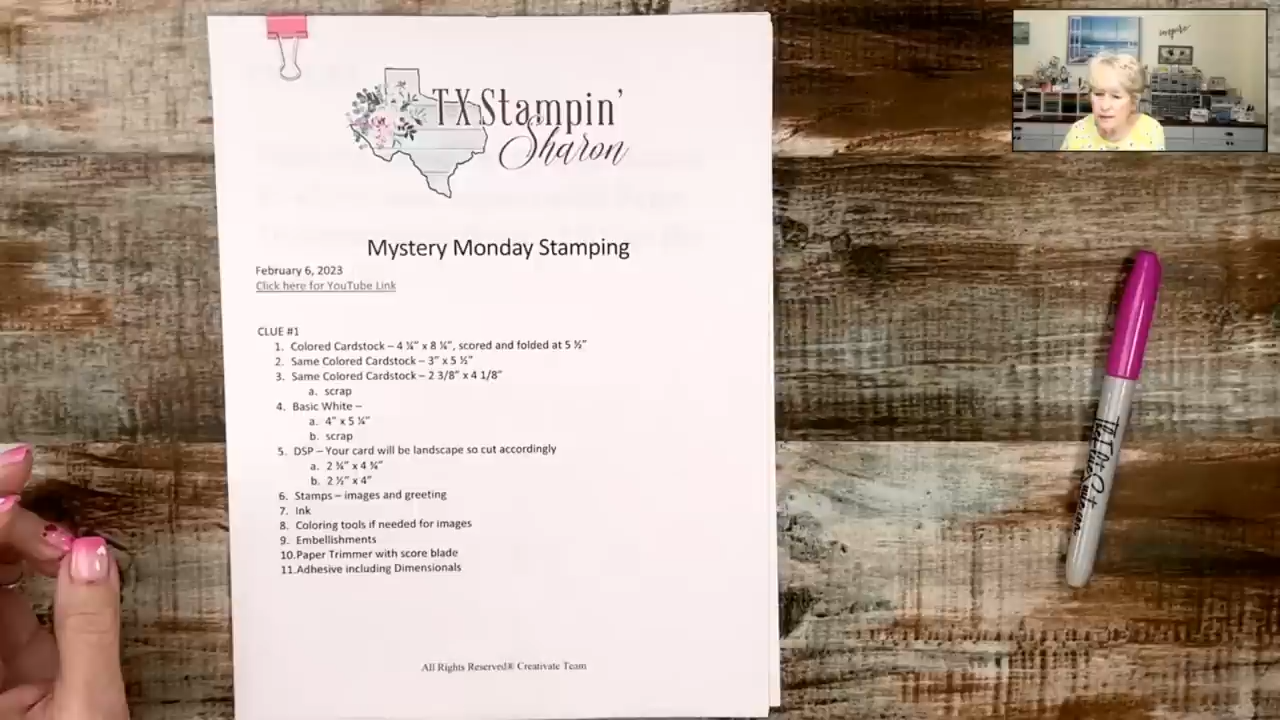 inspire
TX Stampin'
Sharon
Mystery Monday Stamping
February 6, 2023
Click here for YouTube Link
CLUE #1
1. Colored Cardstock – 4 ¼" x 8 ¼", scored and folded at 5 ½"
2. Same Colored Cardstock – 3" x 5 ½"
3. Same Colored Cardstock – 2 3/8" x 4 1/8"
a. scrap
4. Basic White –
a. 4" x 5 ¼"
b. scrap
5. DSP – Your card will be landscape so cut accordingly
a. 2 ¾" x 4 ¾"
b. 2 ½" x 4"
6. Stamps – images and greeting
7. Ink
8. Coloring tools if needed for images
9. Embellishments
10.Paper Trimmer with score blade
11.Adhesive including Dimensionals
All Rights Reserved® Creativate Team